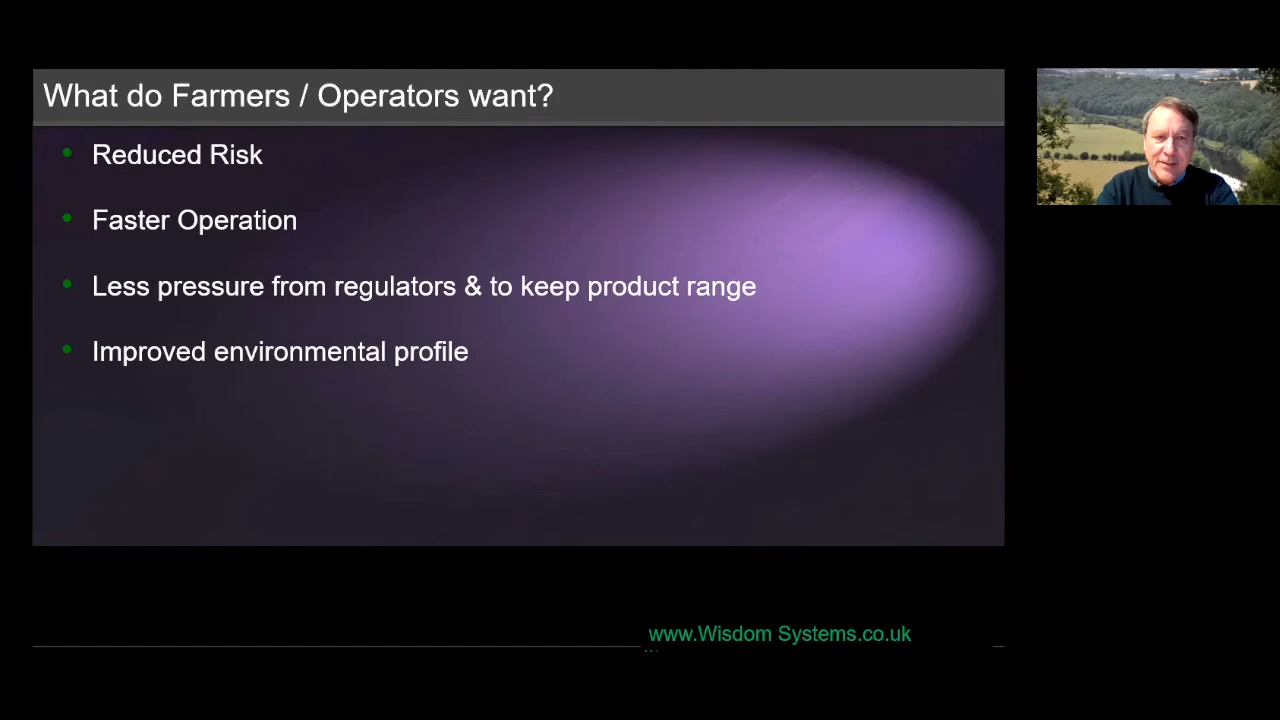 What do Farmers / Operators want?
Reduced Risk
Faster Operation
Less pressure from regulators & to keep product range
Improved environmental profile
www.Wisdom Systems.co.uk